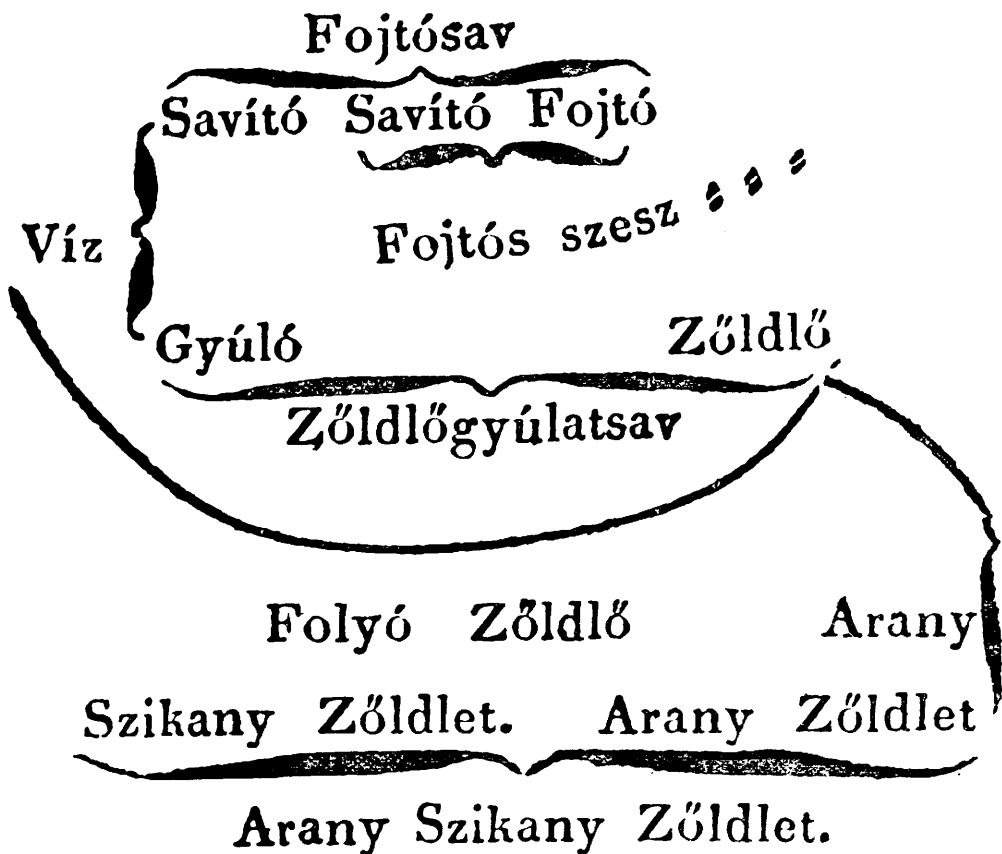 Fojtósav
Savító Savító Fojtó
Víz
Fojtós szesz
Gyúló Zőldlő
Zőldlőgyúlatsav
Folyó Zőldlő Arany
Szikany Zőldlet. Arany Zőldlet
Arany Szikany Zőldlet.